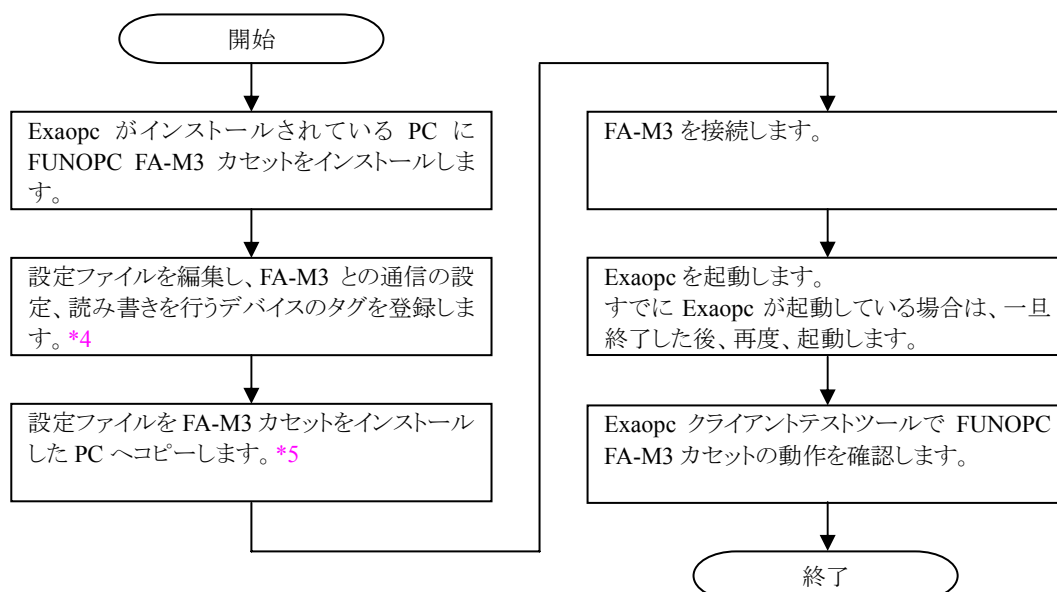 開始
Exaopc がインストールされている PC に
FUNOPC FA-M3 カセットをインストールしま
す。
設定ファイルを編集し、FA-M3 との通信の設
定、読み書きを行うデバイスのタグを登録しま
す。*4
設定ファイルを FA-M3 カセットをインストール
した PC へコピーします。*5
FA-M3 を接続します。
Exaopc を起動します。
すでに Exaopc が起動している場合は、一旦
終了した後、再度、起動します。
Exaopc クライアントテストツールで FUNOPC
FA-M3 カセットの動作を確認します。
終了